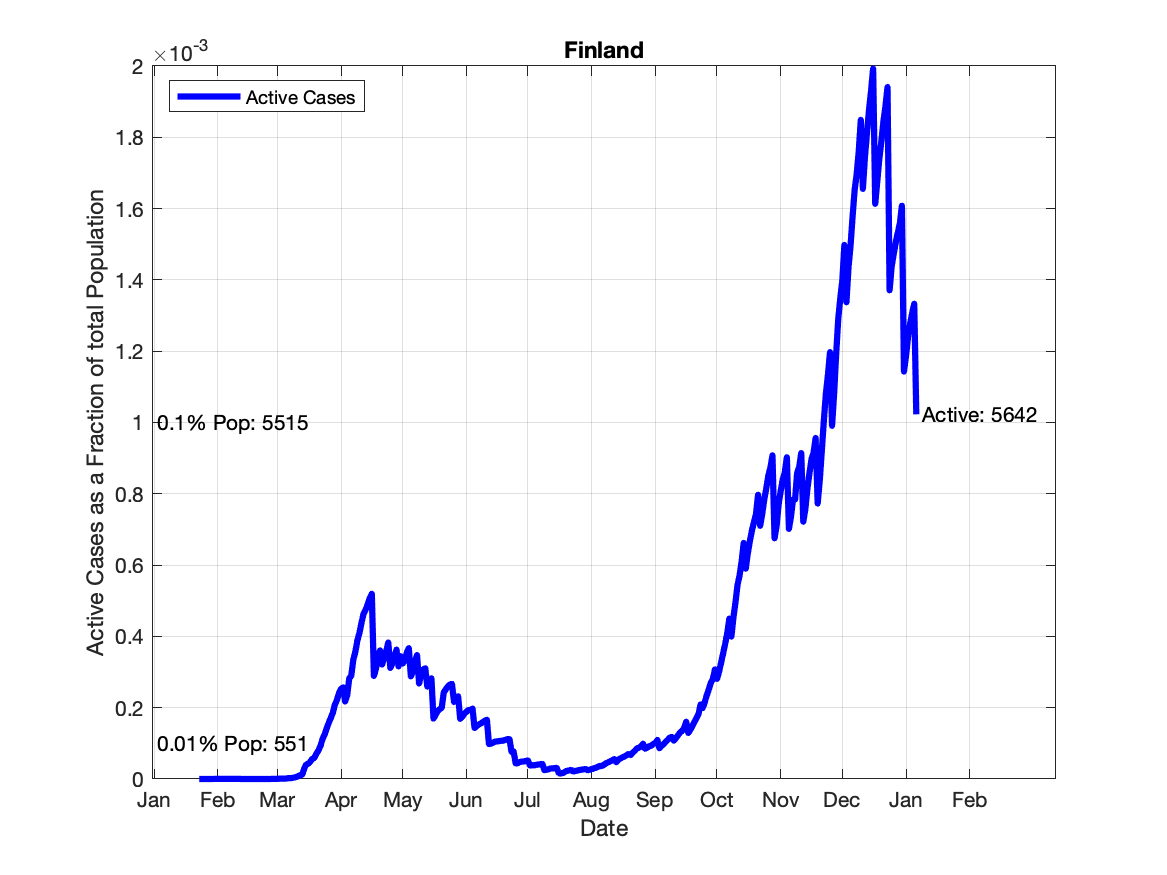 Finland
×10-3
Active Cases
2
1.8
1.6
1.4
1.2
1
0.8
0.6
0.4
0.2
0
Active Cases as a Fraction of total Population
0.1% Pop: 5515
Active: 5642
0.01% Pop: 551
Jan Feb Mar Apr May Jun Jul Aug Sep Oct Nov Dec Jan Feb
Date